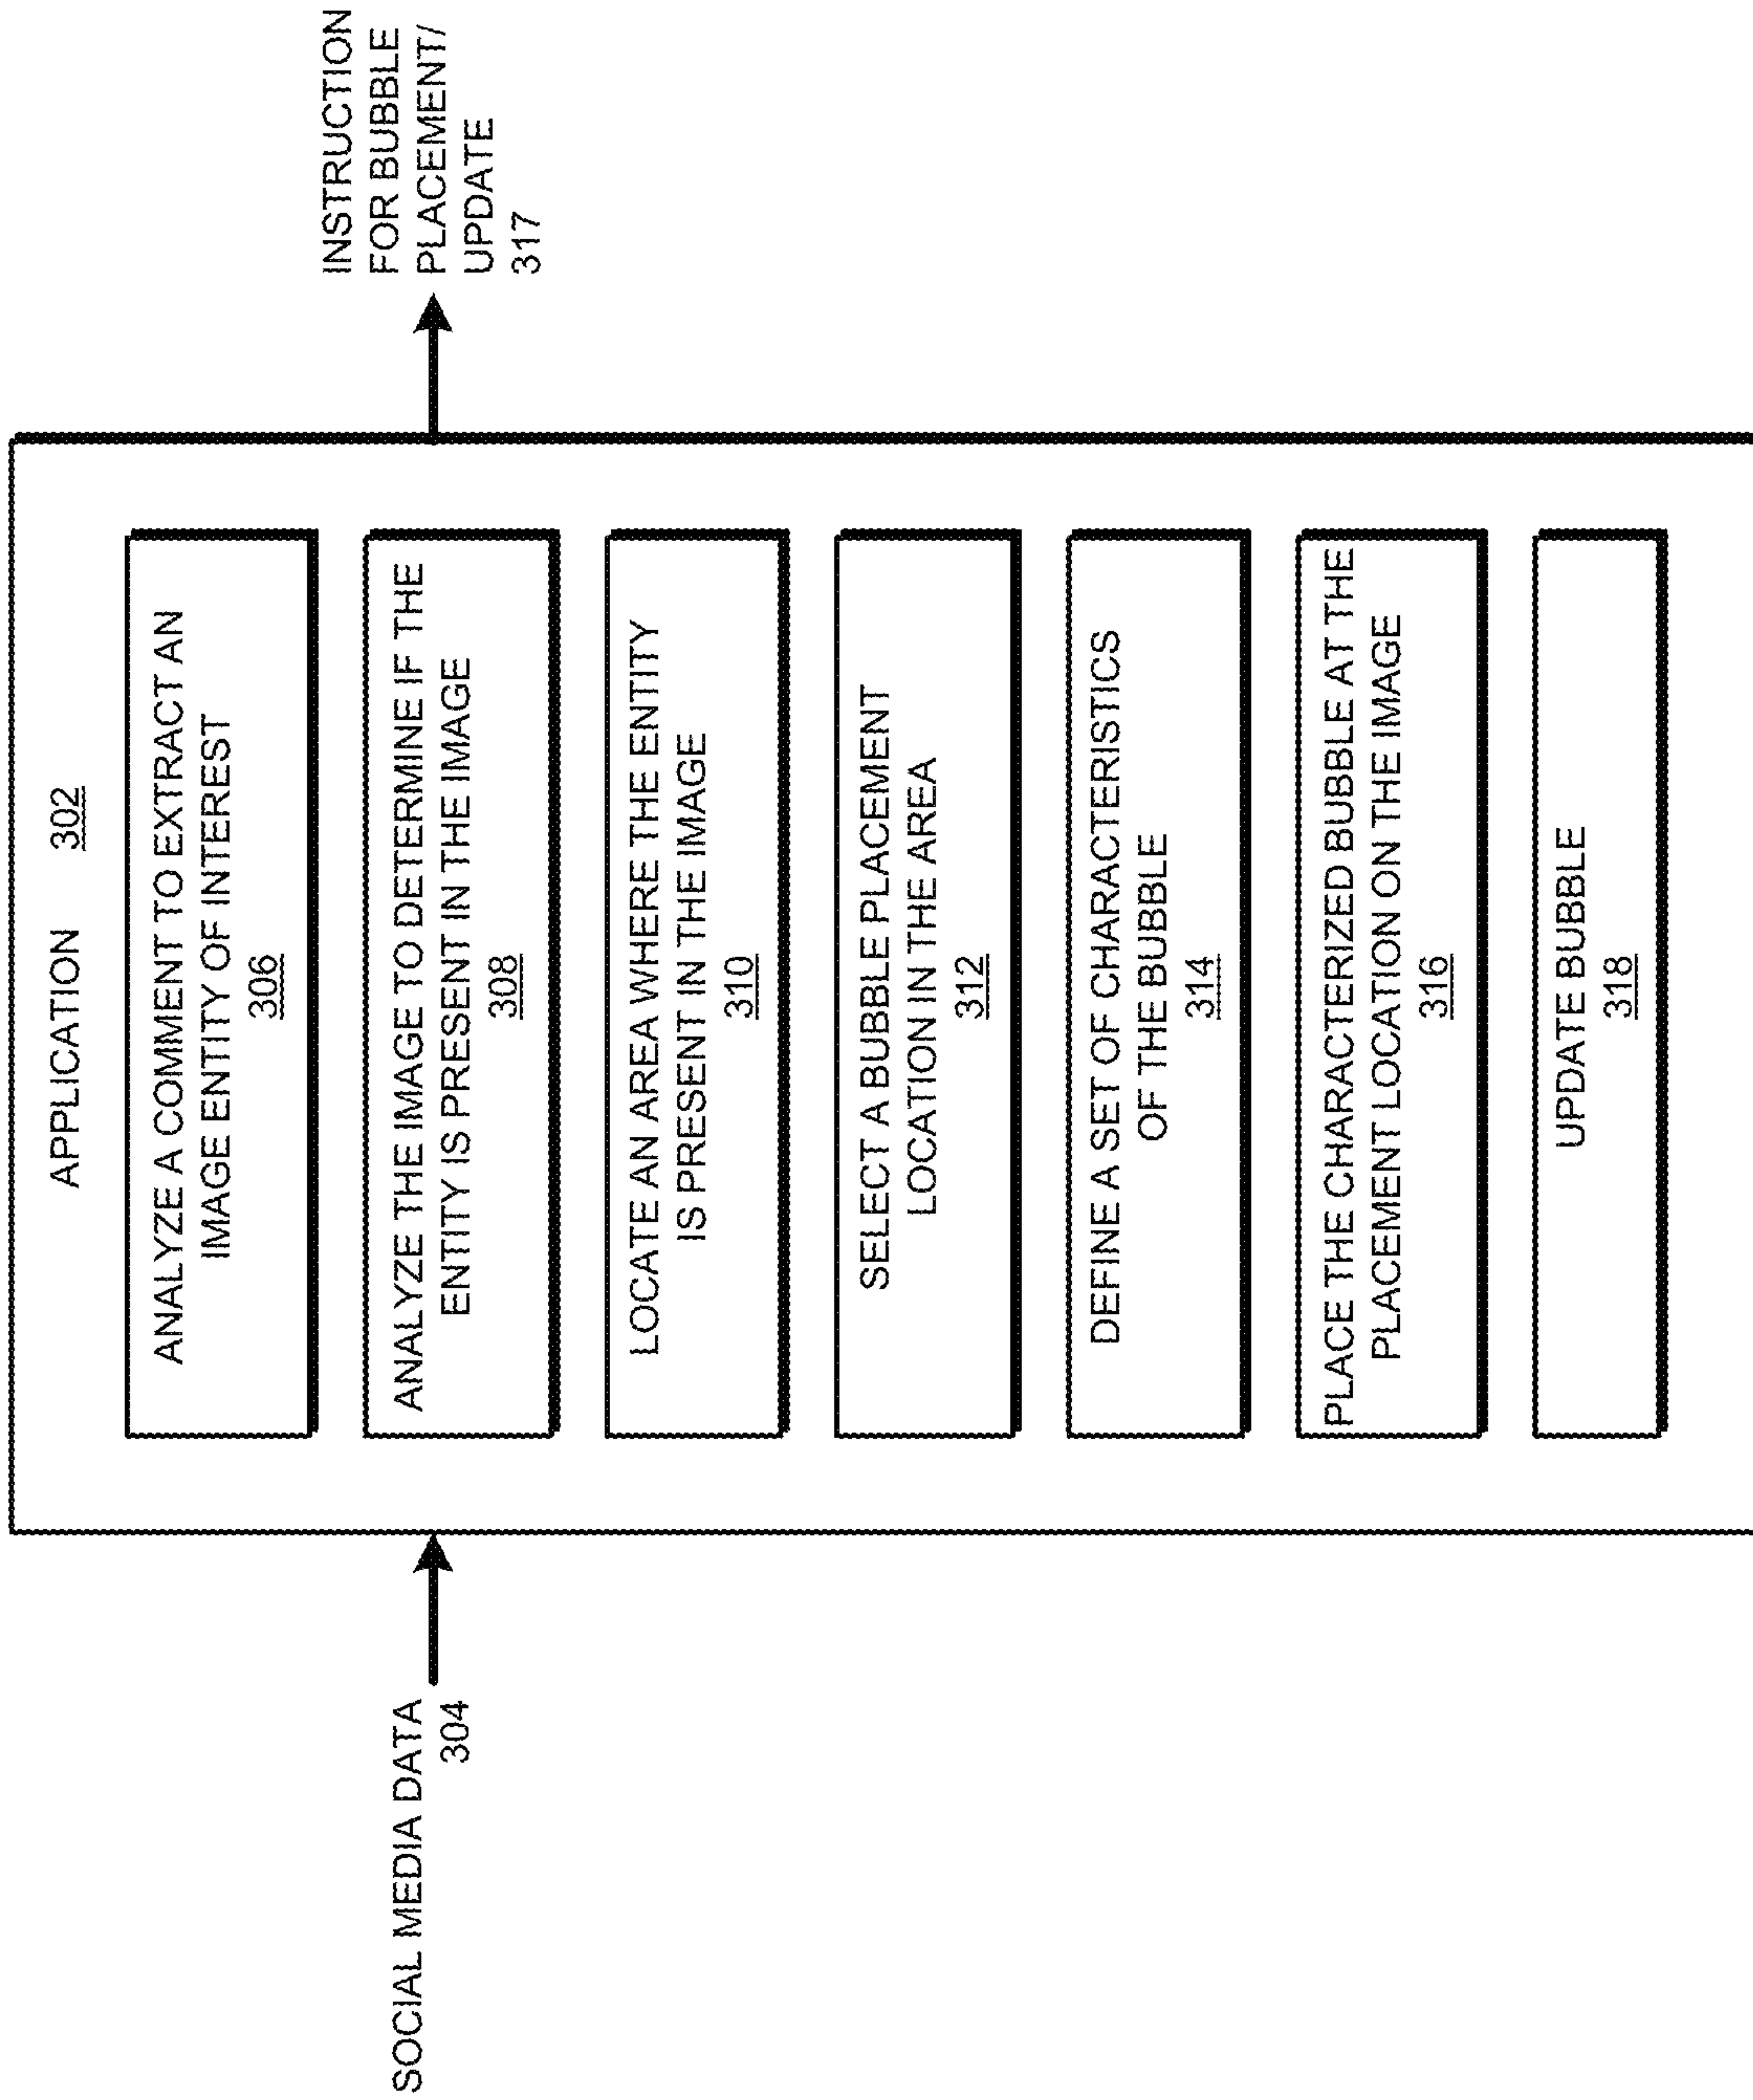 APPLICATION 302
SOCIAL MEDIA DATA
304
ANALYZE A COMMENT TO EXTRACT AN
IMAGE ENTITY OF INTEREST
306
ANALYZE THE IMAGE TO DETERMINE IF THE
ENTITY IS PRESENT IN THE IMAGE
308
LOCATE AN AREA WHERE THE ENTITY
IS PRESENT IN THE IMAGE
310
SELECT A BUBBLE PLACEMENT
LOCATION IN THE AREA
312
DEFINE A SET OF CHARACTERISTICS
OF THE BUBBLE
314
PLACE THE CHARACTERIZED BUBBLE AT THE
PLACEMENT LOCATION ON THE IMAGE
316
UPDATE BUBBLE
318
INSTRUCTION
FOR BUBBLE
PLACEMENT/
UPDATE
317